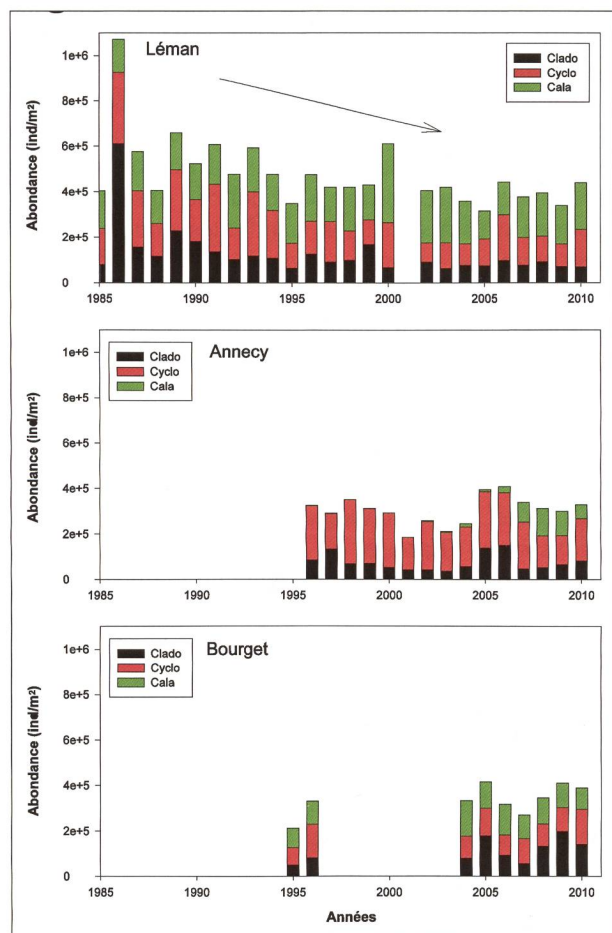 Léman
Clado
Cyclo
Cala
Abondance (ind/m²)
1e+6
8e+5
6e+5
4e+5
2e+5
0
1985
1990
1995
2000
2005
2010
Annecy
Clado
Cyclo
Cala
Abondance (ind/m²)
1e+6
8e+5
6e+5
4e+5
2e+5
0
1985
1990
1995
2000
2005
2010
Bourget
Clado
Cyclo
Cala
Abondance (ind/m²)
1e+6
8e+5
6e+5
4e+5
2e+5
0
1985
1990
1995
2000
2005
2010
Années